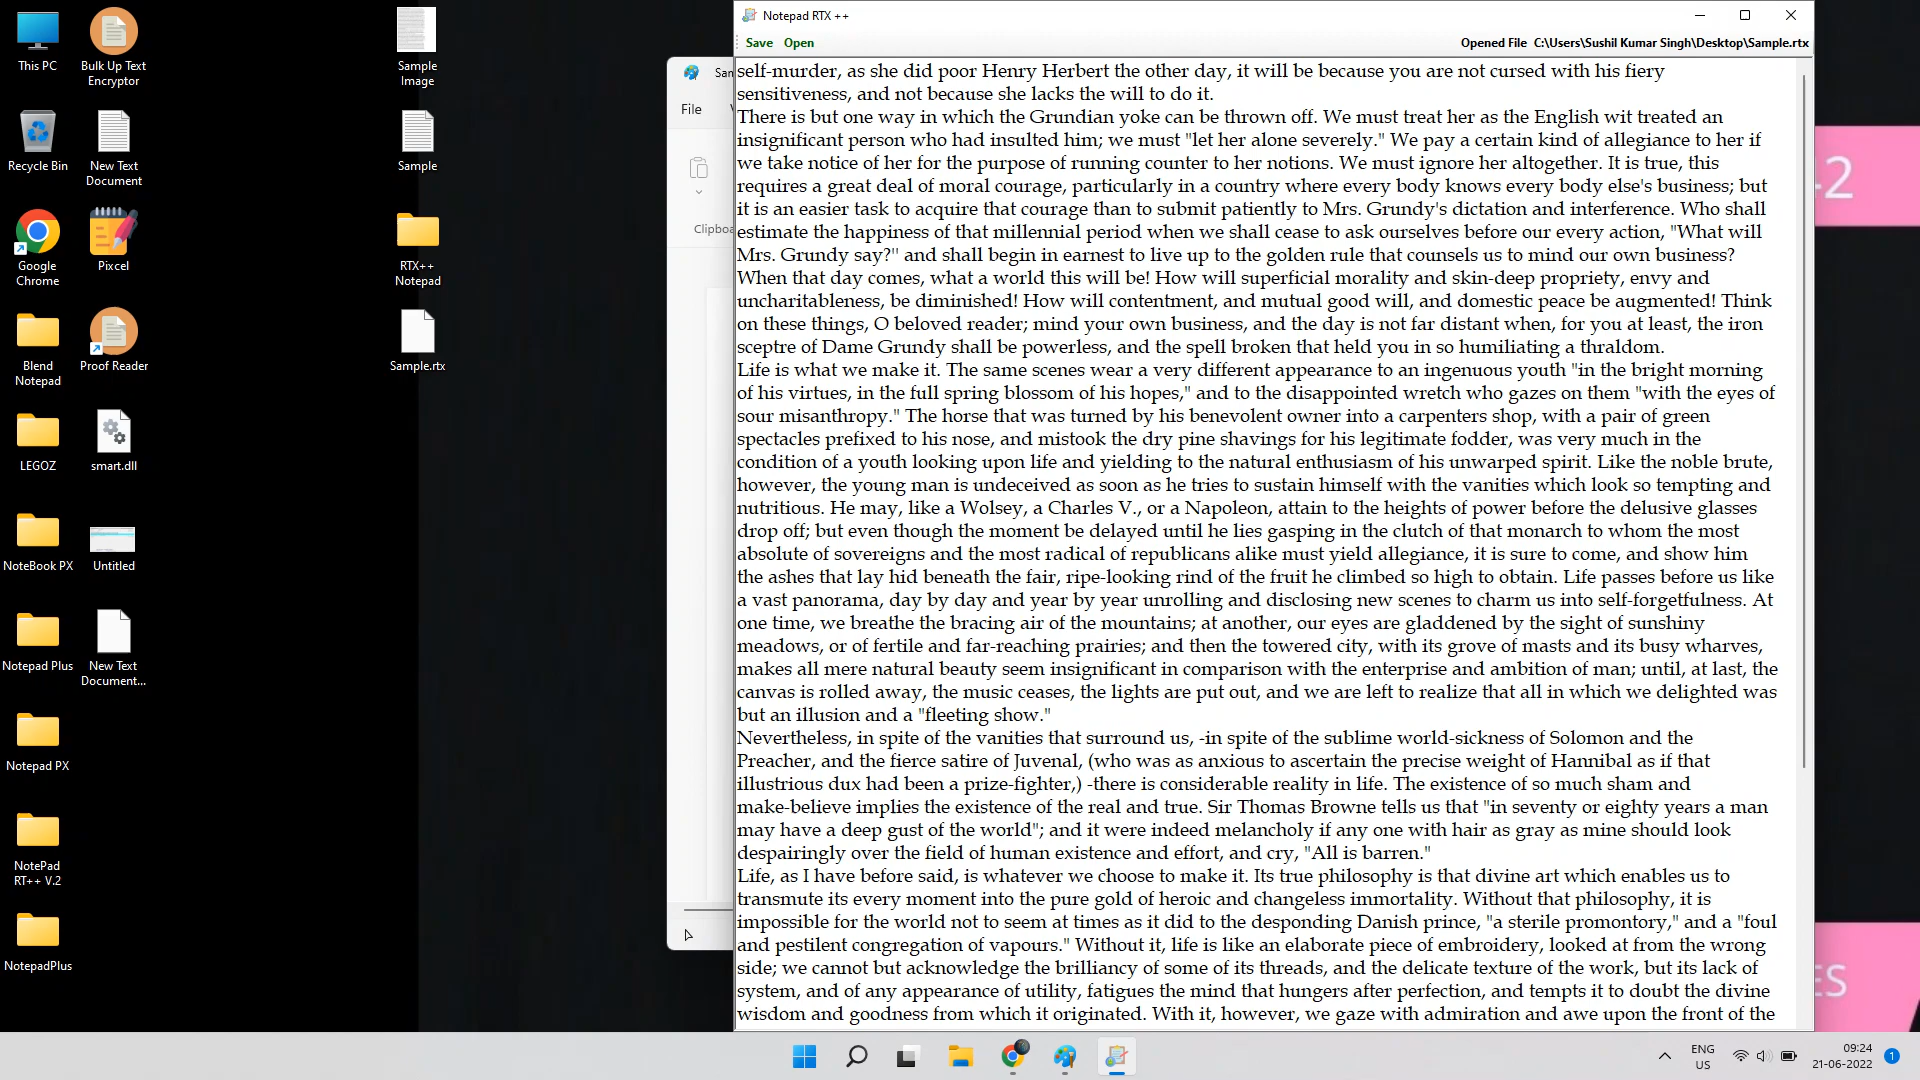 This PC
Bulk Up Text
Encryptor
Sample
Image
Recycle Bin
New Text
Document
Sample
Google
Chrome
Pixcel
RTX++
Notepad
Blend
Notepad
Proof Reader
Sample.rtx
LEGOZ
smart.dll
NoteBook PX
Untitled
Notepad Plus
New Text
Document...
Notepad PX
NotePad
RT++ V.2
NotepadPlus
File
Notepad RTX ++
Save Open
Opened File C:\Users\Sushil Kumar Singh\Desktop\Sample.rtx
self-murder, as she did poor Henry Herbert the other day, it will be because you are not cursed with his fiery
sensitiveness, and not because she lacks the will to do it.
There is but one way in which the Grundian yoke can be thrown off. We must treat her as the English wit treated an
insignificant person who had insulted him; we must "let her alone severely." We pay a certain kind of allegiance to her if
we take notice of her for the purpose of running counter to her notions. We must ignore her altogether. It is true, this
requires a great deal of moral courage, particularly in a country where every body knows every body else's business; but
it is an easier task to acquire that courage than to submit patiently to Mrs. Grundy's dictation and interference. Who shall
estimate the happiness of that millennial period when we shall cease to ask ourselves before our every action, "What will
Mrs. Grundy say?" and shall begin in earnest to live up to the golden rule that counsels us to mind our own business?
When that day comes, what a world this will be! How will superficial morality and skin-deep propriety, envy and
uncharitableness, be diminished! How will contentment, and mutual good will, and domestic peace be augmented! Think
on these things, O beloved reader; mind your own business, and the day is not far distant when, for you at least, the iron
sceptre of Dame Grundy shall be powerless, and the spell broken that held you in so humiliating a thraldom.
Life is what we make it. The same scenes wear a very different appearance to an ingenuous youth "in the bright morning
of his virtues, in the full spring blossom of his hopes," and to the disappointed wretch who gazes on them "with the eyes of
sour misanthropy." The horse that was turned by his benevolent owner into a carpenters shop, with a pair of green
spectacles prefixed to his nose, and mistook the dry pine shavings for his legitimate fodder, was very much in the
condition of a youth looking upon life and yielding to the natural enthusiasm of his unwarped spirit. Like the noble brute,
however, the young man is undeceived as soon as he tries to sustain himself with the vanities which look so tempting and
nutritious. He may, like a Wolsey, a Charles V., or a Napoleon, attain to the heights of power before the delusive glasses
drop off; but even though the moment be delayed until he lies gasping in the clutch of that monarch to whom the most
absolute of sovereigns and the most radical of republicans alike must yield allegiance, it is sure to come, and show him
the ashes that lay hid beneath the fair, ripe-looking rind of the fruit he climbed so high to obtain. Life passes before us like
a vast panorama, day by day and year by year unrolling and disclosing new scenes to charm us into self-forgetfulness. At
one time, we breathe the bracing air of the mountains; at another, our eyes are gladdened by the sight of sunshiny
meadows, or of fertile and far-reaching prairies; and then the towered city, with its grove of masts and its busy wharves,
makes all mere natural beauty seem insignificant in comparison with the enterprise and ambition of man; until, at last, the
canvas is rolled away, the music ceases, the lights are put out, and we are left to realize that all in which we delighted was
but an illusion and a "fleeting show."
Nevertheless, in spite of the vanities that surround us, -in spite of the sublime world-sickness of Solomon and the
Preacher, and the fierce satire of Juvenal, (who was as anxious to ascertain the precise weight of Hannibal as if that
illustrious dux had been a prize-fighter,) -there is considerable reality in life. The existence of so much sham and
make-believe implies the existence of the real and true. Sir Thomas Browne tells us that "in seventy or eighty years a man
may have a deep gust of the world"; and it were indeed melancholy if any one with hair as gray as mine should look
despairingly over the field of human existence and effort, and cry, "All is barren."
Life, as I have before said, is whatever we choose to make it. Its true philosophy is that divine art which enables us to
transmute its every moment into the pure gold of heroic and changeless immortality. Without that philosophy, it is
impossible for the world not to seem at times as it did to the desponding Danish prince, "a sterile promontory," and a "foul
and pestilent congregation of vapours." Without it, life is like an elaborate piece of embroidery, looked at from the wrong
side; we cannot but acknowledge the brilliancy of some of its threads, and the delicate texture of the work, but its lack of
system, and of any appearance of utility, fatigues the mind that hungers after perfection, and tempts it to doubt the divine
wisdom and goodness from which it originated. With it, however, we gaze with admiration and awe upon the front of the
42
ES
ENG
US
09:24
21-06-2022
1